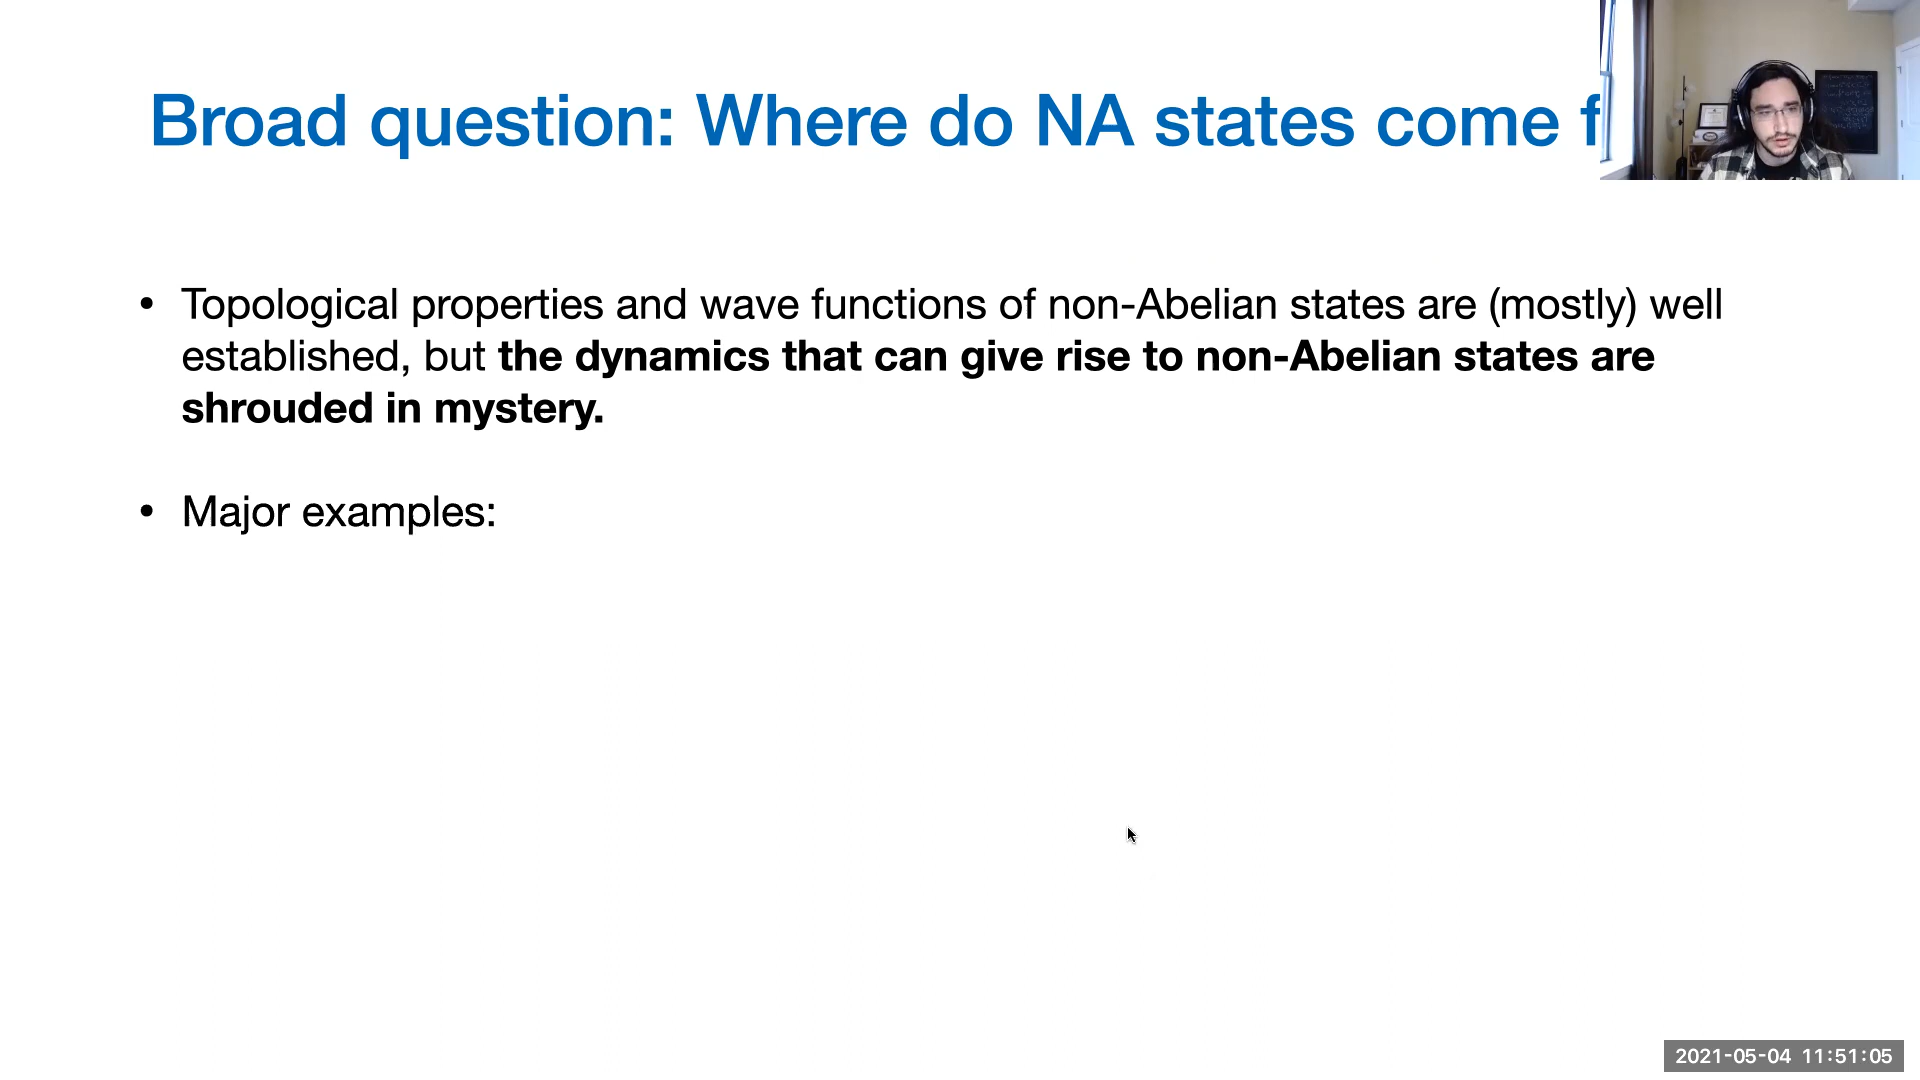 Broad question: Where do NA states come f
• Topological properties and wave functions of non-Abelian states are (mostly) well
established, but the dynamics that can give rise to non-Abelian states are
shrouded in mystery.
• Major examples:
2021-05-04 11:51:05